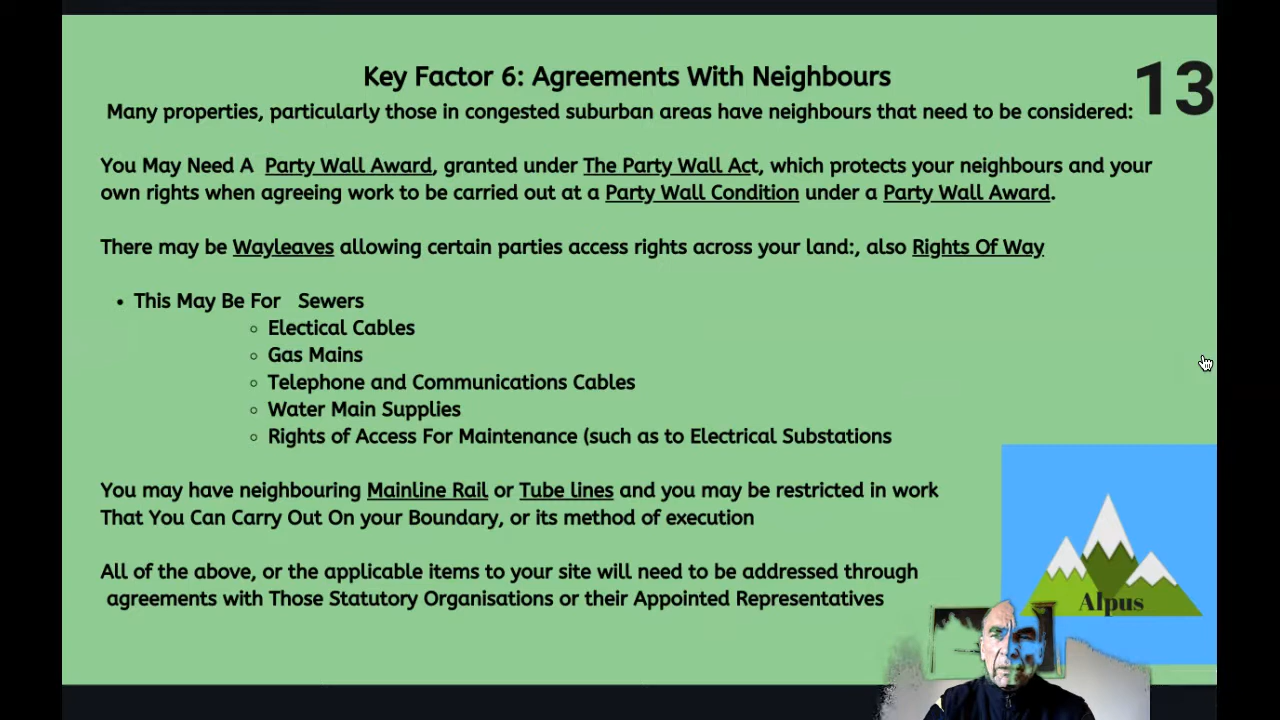 Key Factor 6: Agreements With Neighbours
13
Many properties, particularly those in congested suburban areas have neighbours that need to be considered:
You May Need A Party Wall Award, granted under The Party Wall Act, which protects your neighbours and your
own rights when agreeing work to be carried out at a Party Wall Condition under a Party Wall Award.
There may be Wayleaves allowing certain parties access rights across your land:, also Rights Of Way
• This May Be For Sewers
◦ Electical Cables
◦ Gas Mains
◦ Telephone and Communications Cables
◦ Water Main Supplies
◦ Rights of Access For Maintenance (such as to Electrical Substations
You may have neighbouring Mainline Rail or Tube lines and you may be restricted in work
That You Can Carry Out On your Boundary, or its method of execution
All of the above, or the applicable items to your site will need to be addressed through
agreements with Those Statutory Organisations or their Appointed Representatives
Alpus